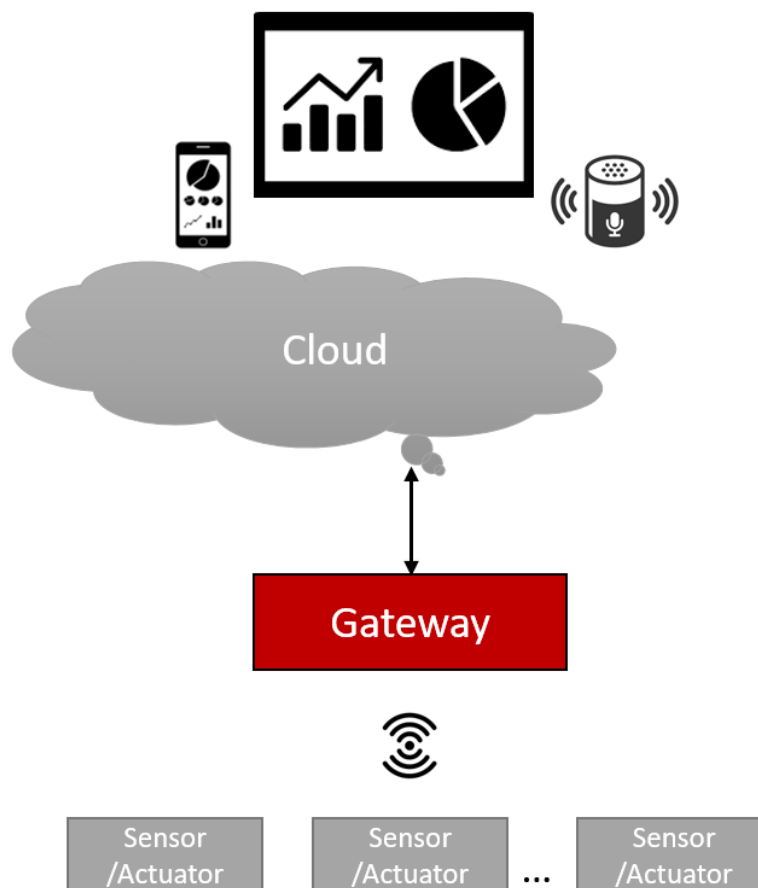 Cloud
Gateway
Sensor
/Actuator
Sensor
/Actuator
...
Sensor
/Actuator